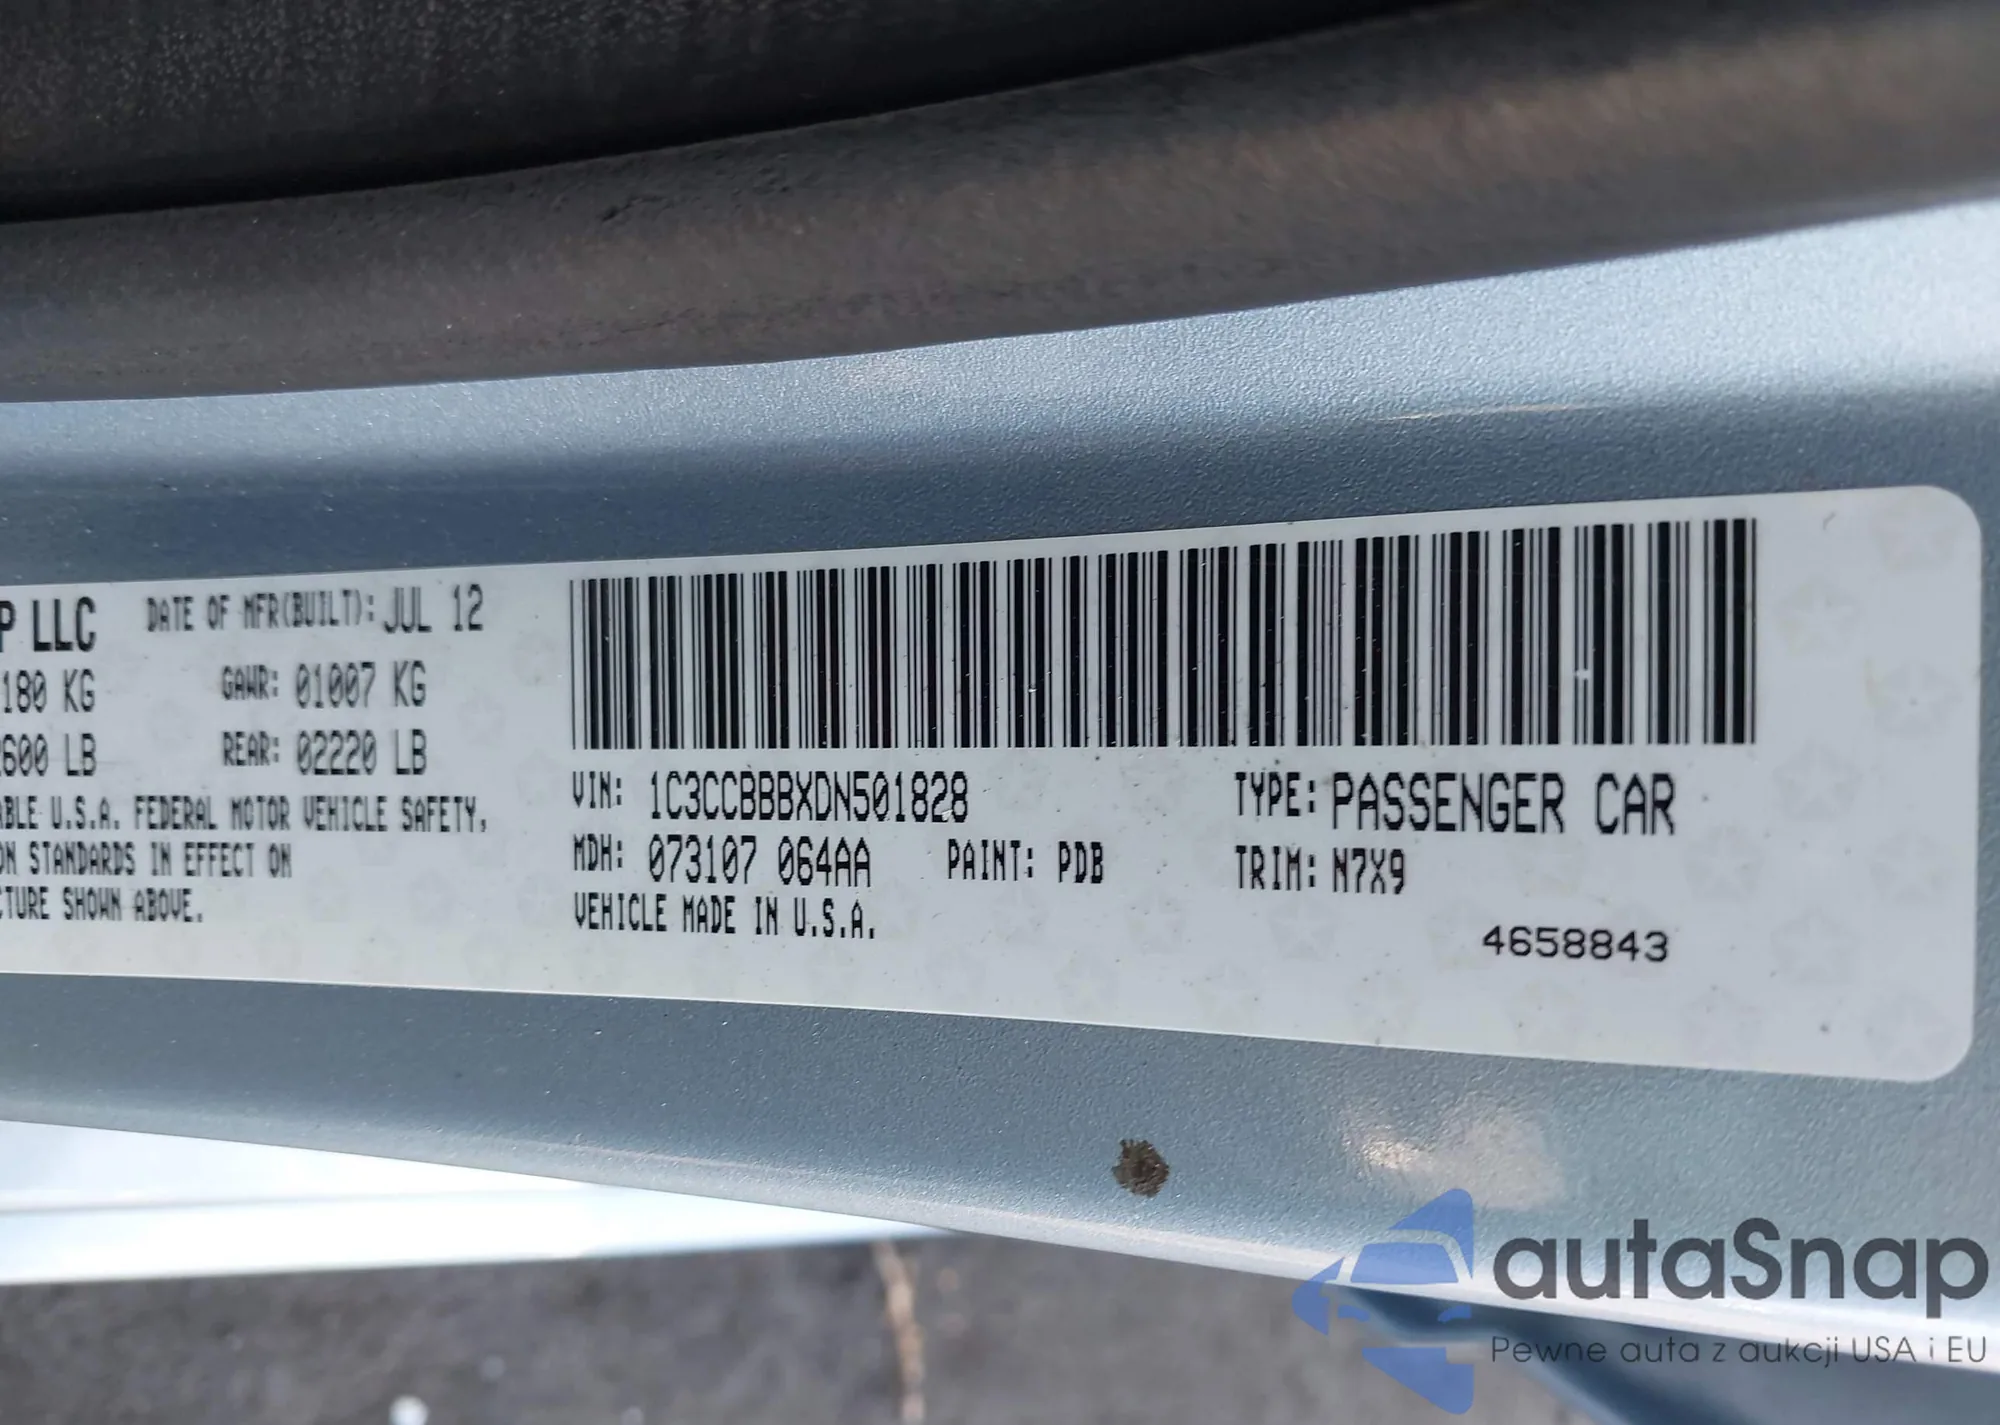 P LLC DATE OF MFR(BUILT): JUL 12
180 KG GAWR: 01007 KG
600 LB REAR: 02220 LB
ABLE U.S.A. FEDERAL MOTOR VEHICLE SAFETY,
ON STANDARDS IN EFFECT ON
CTURE SHOWN ABOVE.
VIN: 1C3CCBBBXDN501828 TYPE: PASSENGER CAR
MDH: 073107 064AA PAINT: PDB TRIM: N7X9
VEHICLE MADE IN U.S.A.
4658843
autaSnap
Pewne auta z aukcji USA i EU